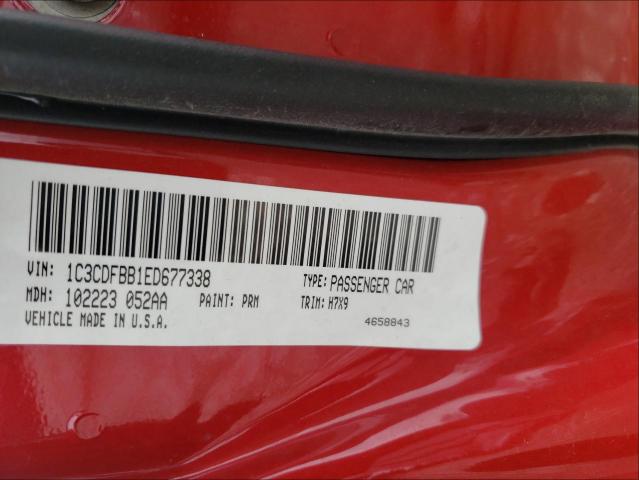 VIN: 1C3CDFBB1ED677338 TYPE: PASSENGER CAR
MDH: 102223 052AA PAINT: PRM TRIM: H7X9
VEHICLE MADE IN U.S.A. 4658843